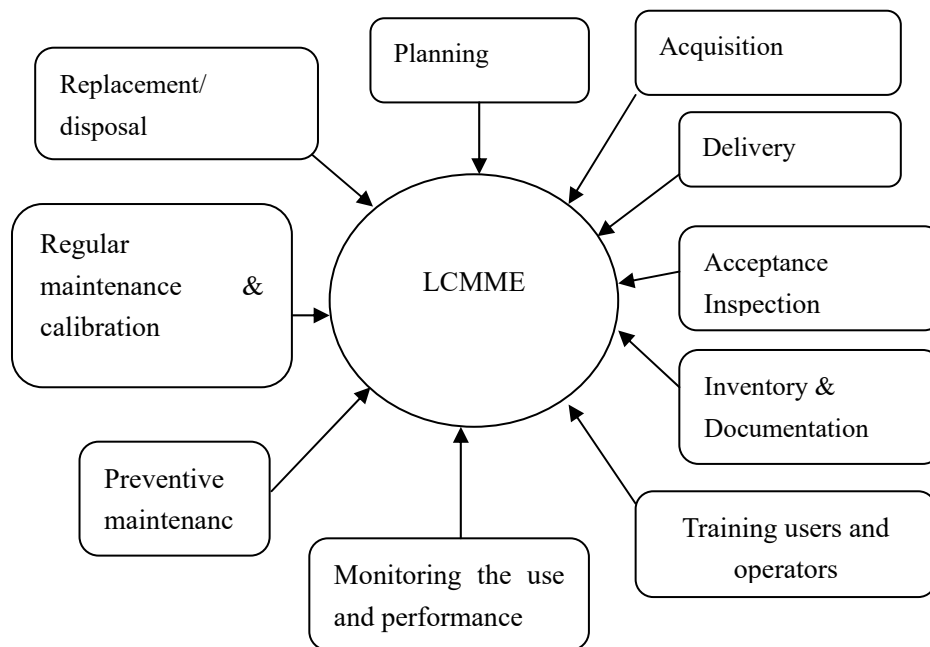 Planning
Acquisition
Replacement/
disposal
Delivery
Regular
maintenance &
calibration
LCMME
Acceptance
Inspection
Inventory &
Documentation
Preventive
maintenanc
Training users and
operators
Monitoring the use
and performance